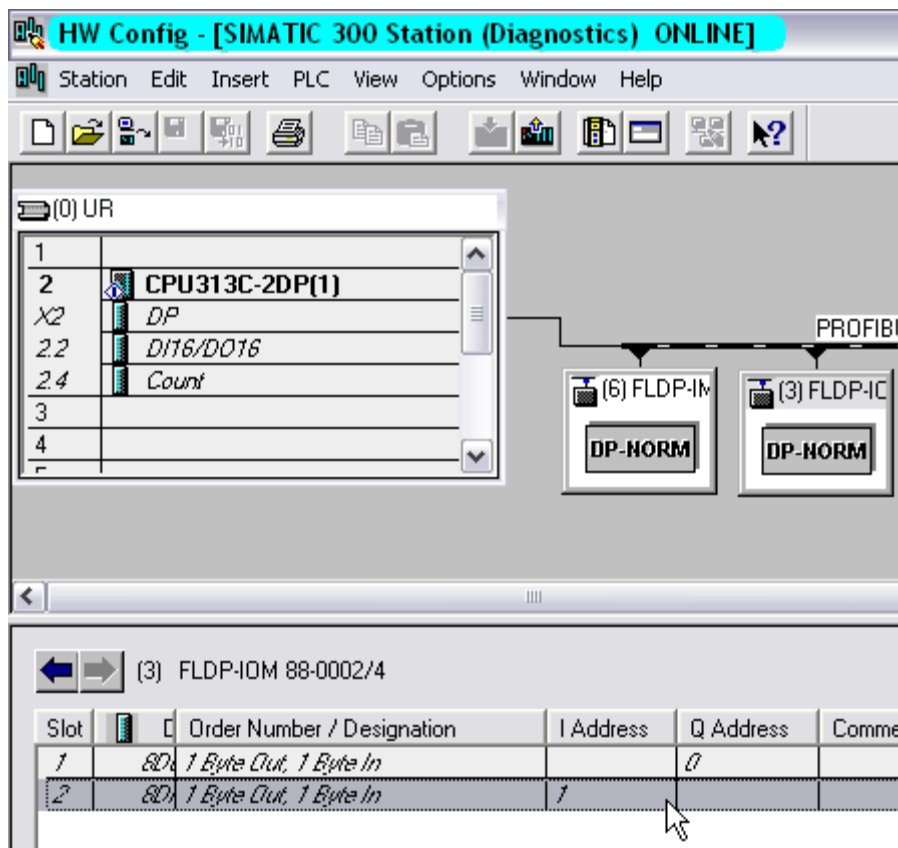 HW Config - [SIMATIC 300 Station (Diagnostics) ONLINE]
Station Edit Insert PLC View Options Window Help
(0) UR
1
2 CPU313C-2DP(1)
X2 DP
2.2 DI16/DO16
2.4 Count
3
4
PROFIBU
(6) FLDP-IM
DP-NORM
(3) FLDP-IO
DP-NORM
(3) FLDP-IOM 88-0002/4
Slot D Order Number / Designation I Address Q Address Comme
1 8D 1 Byte Out, 1 Byte In 0
2 8D 1 Byte Out, 1 Byte In 1